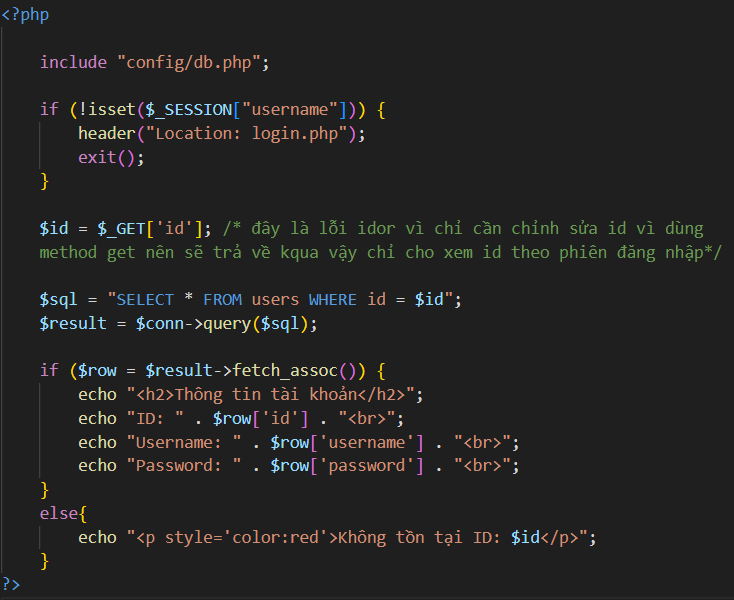 <?php
include "config/db.php";
if (!isset($_SESSION["username"])) {
header("Location: login.php");
exit();
}
$id = $_GET['id']; /* đây là lỗi idor vì chỉ cần chỉnh sửa id vì dùng
method get nên sẽ trả về kqua vậy chỉ cho xem id theo phiên đăng nhập*/
$sql = "SELECT * FROM users WHERE id = $id";
$result = $conn->query($sql);
if ($row = $result->fetch_assoc()) {
echo "<h2>Thông tin tài khoản</h2>";
echo "ID: " . $row['id'] . "<br>";
echo "Username: " . $row['username'] . "<br>";
echo "Password: " . $row['password'] . "<br>";
}
else{
echo "<p style='color:red'>Không tồn tại ID: $id</p>";
}
?>